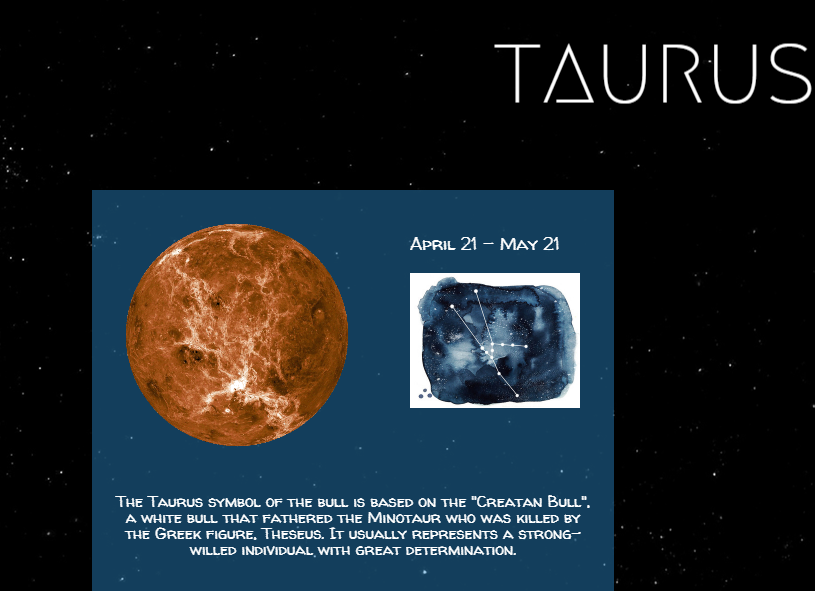 TAURUS
April 21 - May 21
The Taurus symbol of the bull is based on the "Creatan Bull",
a white bull that fathered the Minotaur who was killed by
the Greek figure, Theseus. It usually represents a strong-
willed individual with great determination.